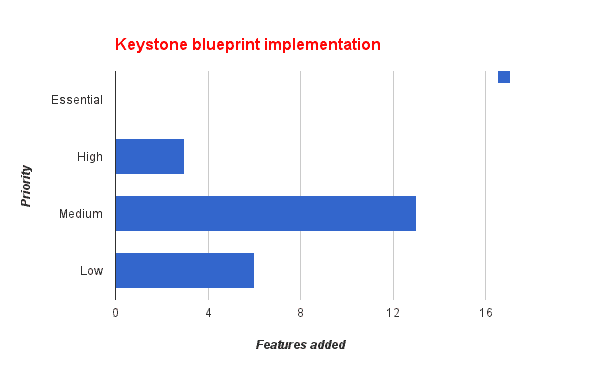 Keystone blueprint implementation
Priority
Essential
High
Medium
Low
0 4 8 12 16
Features added